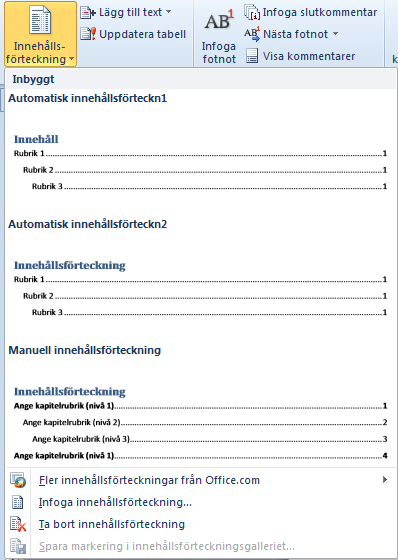 Innehålls-
förteckning
Lägg till text
Uppdatera tabell
AB1
Infoga
fotnot
Infoga slutkommentar
AB1 Nästa fotnot
Visa kommentarer
k
Inbyggt
Automatisk innehållsförteckn1
Innehåll
Rubrik 1 1
Rubrik 2 1
Rubrik 3 1
Automatisk innehållsförteckn2
Innehållsförteckning
Rubrik 1 1
Rubrik 2 1
Rubrik 3 1
Manuell innehållsförteckning
Innehållsförteckning
Ange kapitelrubrik (nivå 1) 1
Ange kapitelrubrik (nivå 2) 2
Ange kapitelrubrik (nivå 3) 3
Ange kapitelrubrik (nivå 1) 4
Fler innehållsförteckningar från Office.com
Infoga innehållsförteckning...
Ta bort innehållsförteckning
Spara markering i innehållsförteckningsgalleriet...